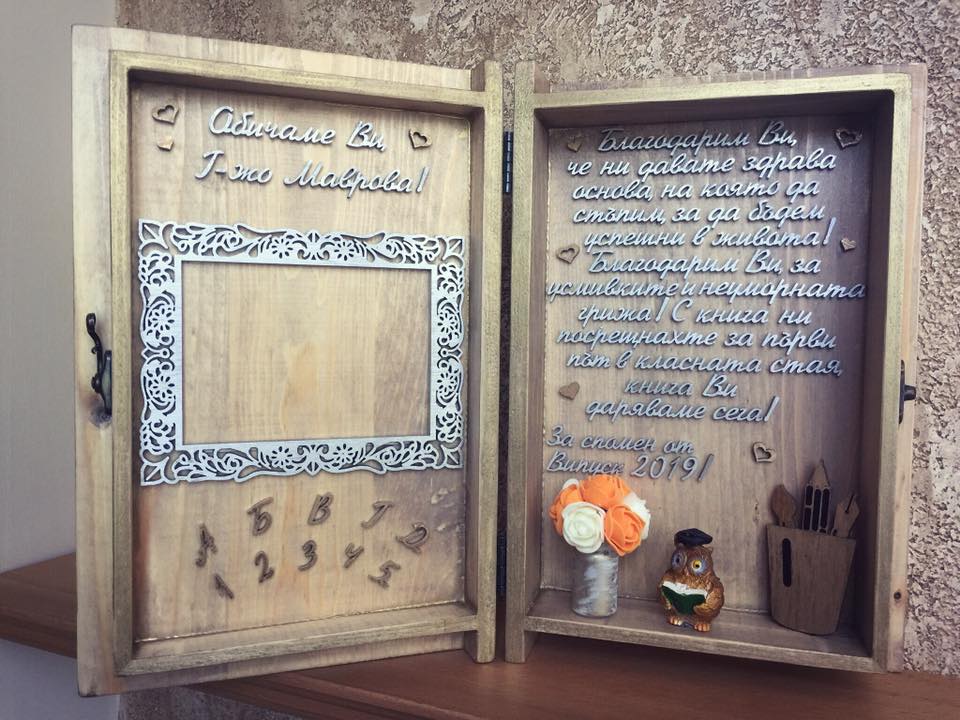 Обичаме Ви,
Г-жо Маврова!
А Б В Г Д
1 2 3 4 5
Благодарим Ви,
че ни давате здрава
основа, на която да
стъпим, за да бъдем
успешни в живота!
Благодарим Ви, за
усмивките и неуморната
грижа! С книга ни
посрещнахте за първи
път в класната стая,
книга Ви
даряваме сега!
За спомен от
Випуск 2019!